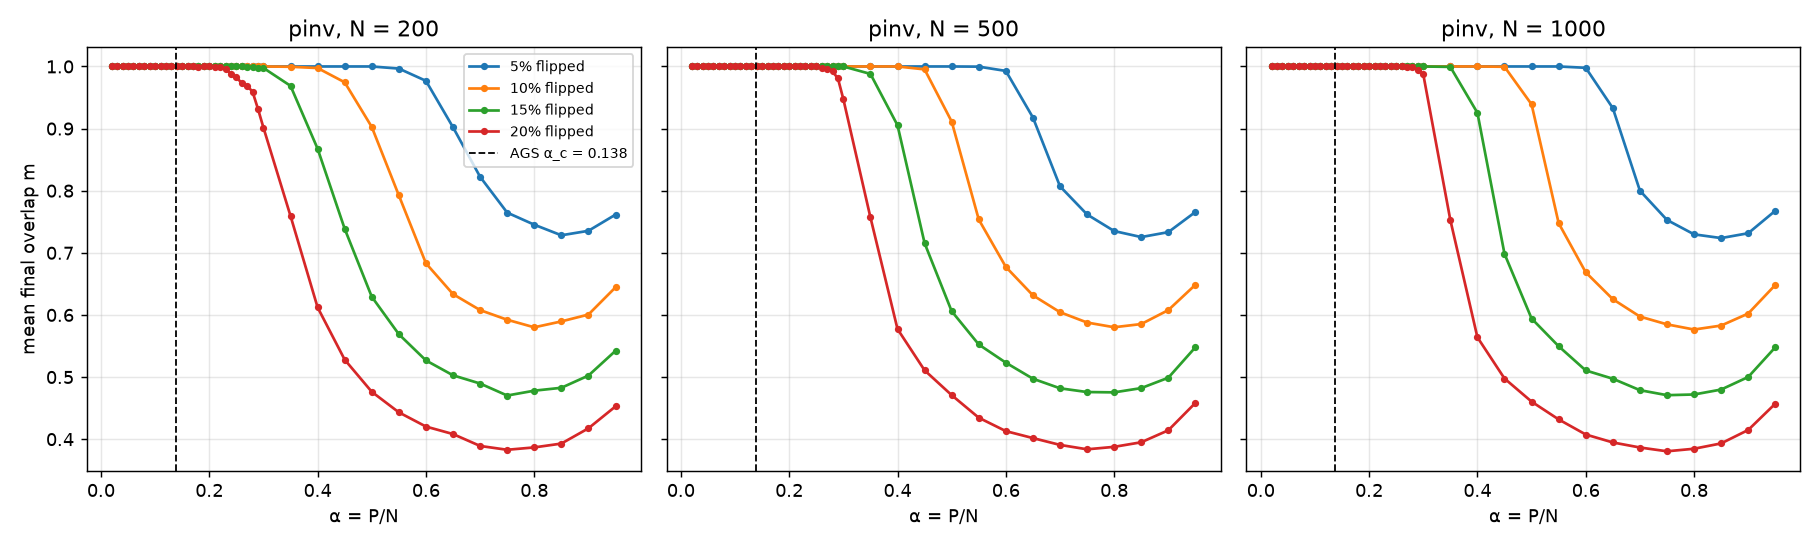 pinv, N = 200
pinv, N = 500
pinv, N = 1000
mean final overlap m
1.0
0.9
0.8
0.7
0.6
0.5
0.4
5% flipped
10% flipped
15% flipped
20% flipped
AGS α_c = 0.138
0.0 0.2 0.4 0.6 0.8
0.0 0.2 0.4 0.6 0.8
0.0 0.2 0.4 0.6 0.8
α = P/N
α = P/N
α = P/N